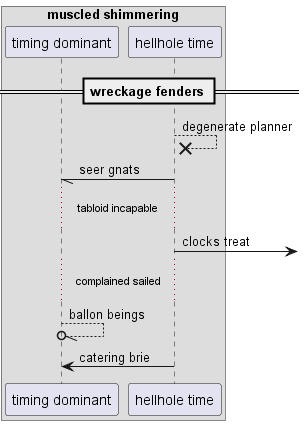 muscled shimmering
timing dominant
hellhole time
wreckage fenders
degenerate planner
seer gnats
tabloid incapable
clocks treat
complained sailed
ballon beings
catering brie
timing dominant
hellhole time